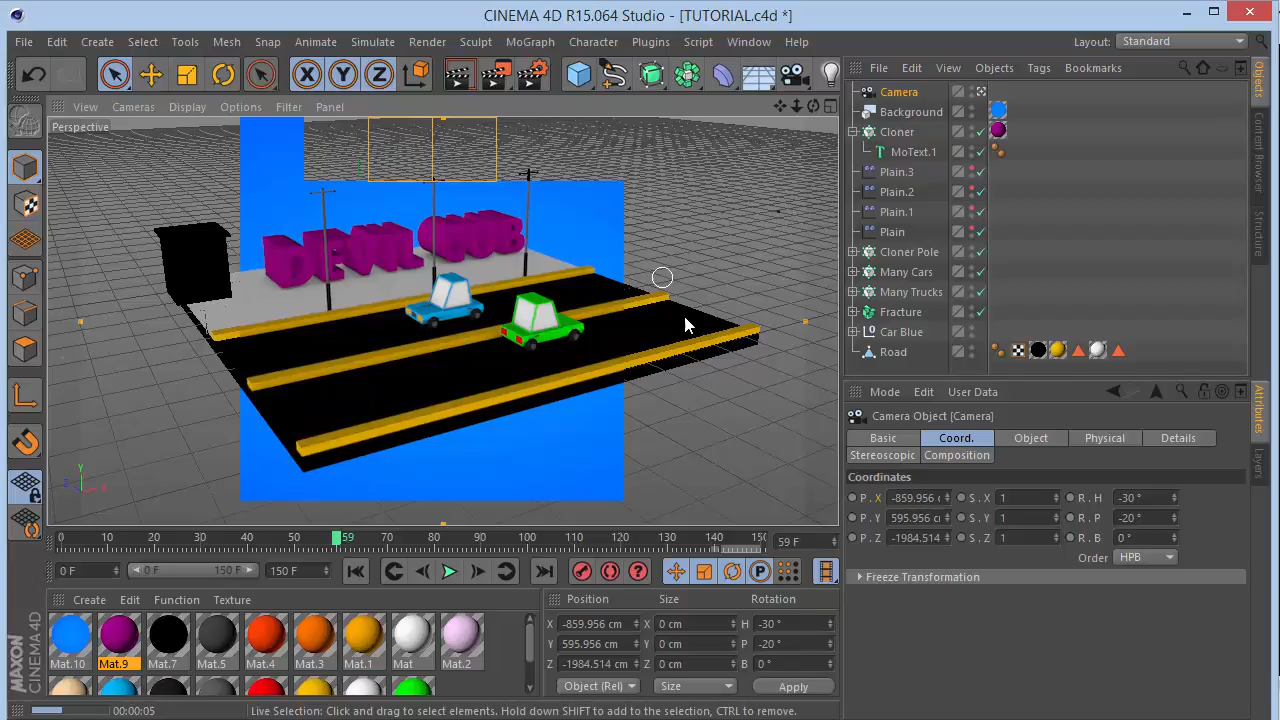 CINEMA 4D R15.064 Studio - [TUTORIAL.c4d *]
File Edit Create Select Tools Mesh Snap Animate Simulate Render Sculpt MoGraph Character Plugins Script Window Help Layout: Standard
X Y Z
File Edit View Objects Tags Bookmarks
View Cameras Display Options Filter Panel
Perspective
Camera
Background
Cloner
MoText.1
Plain.3
Plain.2
Plain.1
Plain
Cloner Pole
Many Cars
Many Trucks
Fracture
Car Blue
Road
Objects
Content Browser
Structure
Mode Edit User Data
Camera Object [Camera]
Basic Coord. Object Physical Details
Stereoscopic Composition
Coordinates
P . X -859.956 c S . X 1 R . H -30 °
P . Y 595.956 cm S . Y 1 R . P -20 °
P . Z -1984.514 S . Z 1 R . B 0 °
Order HPB
Freeze Transformation
Attributes
Layers
0 10 20 30 40 50 59 70 80 90 100 110 120 130 140 150 59 F
0 F 0 F 150 F 150 F
P
Create Edit Function Texture
Mat.10 Mat.9 Mat.7 Mat.5 Mat.4 Mat.3 Mat.1 Mat Mat.2
Position Size Rotation
X -859.956 cm X 0 cm H -30 °
Y 595.956 cm Y 0 cm P -20 °
Z -1984.514 cm Z 0 cm B 0 °
Object (Rel) Size Apply
MAXON
CINEMA 4D
00:00:05 Live Selection: Click and drag to select elements. Hold down SHIFT to add to the selection, CTRL to remove.